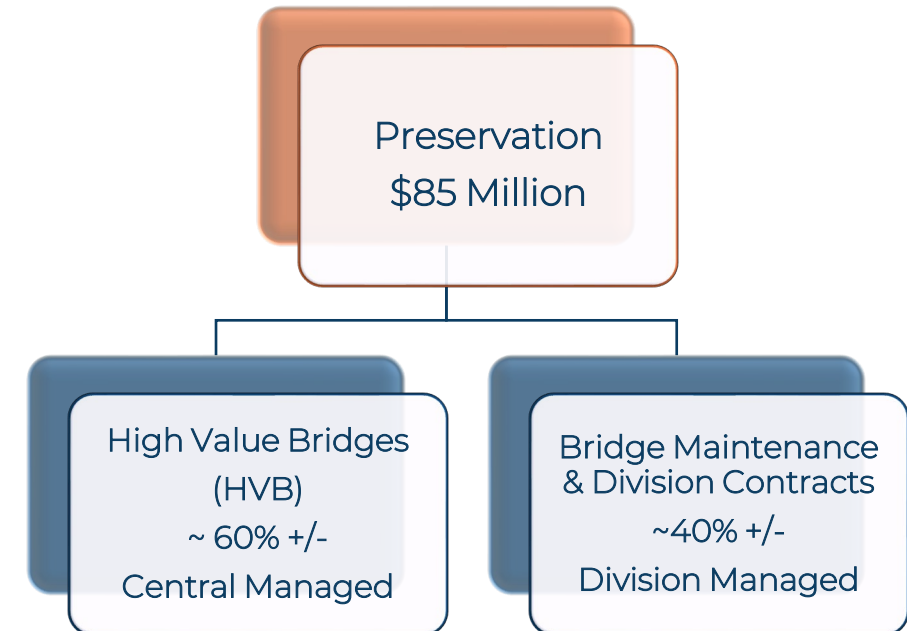 Preservation
$85 Million
High Value Bridges
(HVB)
~ 60% +/-
Central Managed
Bridge Maintenance
& Division Contracts
~40% +/-
Division Managed